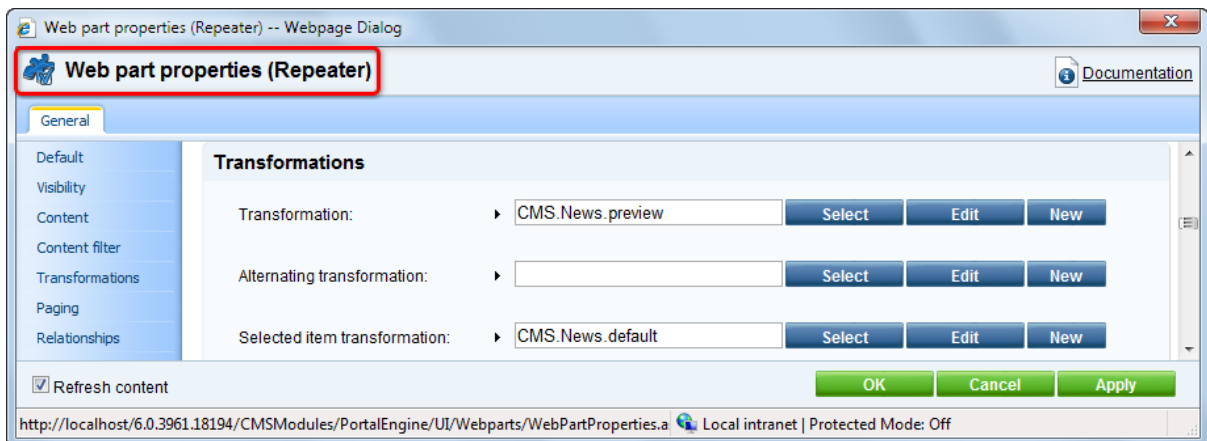 Web part properties (Repeater) -- Webpage Dialog
Web part properties (Repeater)
Documentation
General
Default
Visibility
Content
Content filter
Transformations
Paging
Relationships
Transformations
Transformation: CMS.News.preview Select Edit New
Alternating transformation: Select Edit New
Selected item transformation: CMS.News.default Select Edit New
Refresh content OK Cancel Apply
http://localhost/6.0.3961.18194/CMSModules/PortalEngine/UI/Webparts/WebPartProperties.a Local intranet | Protected Mode: Off